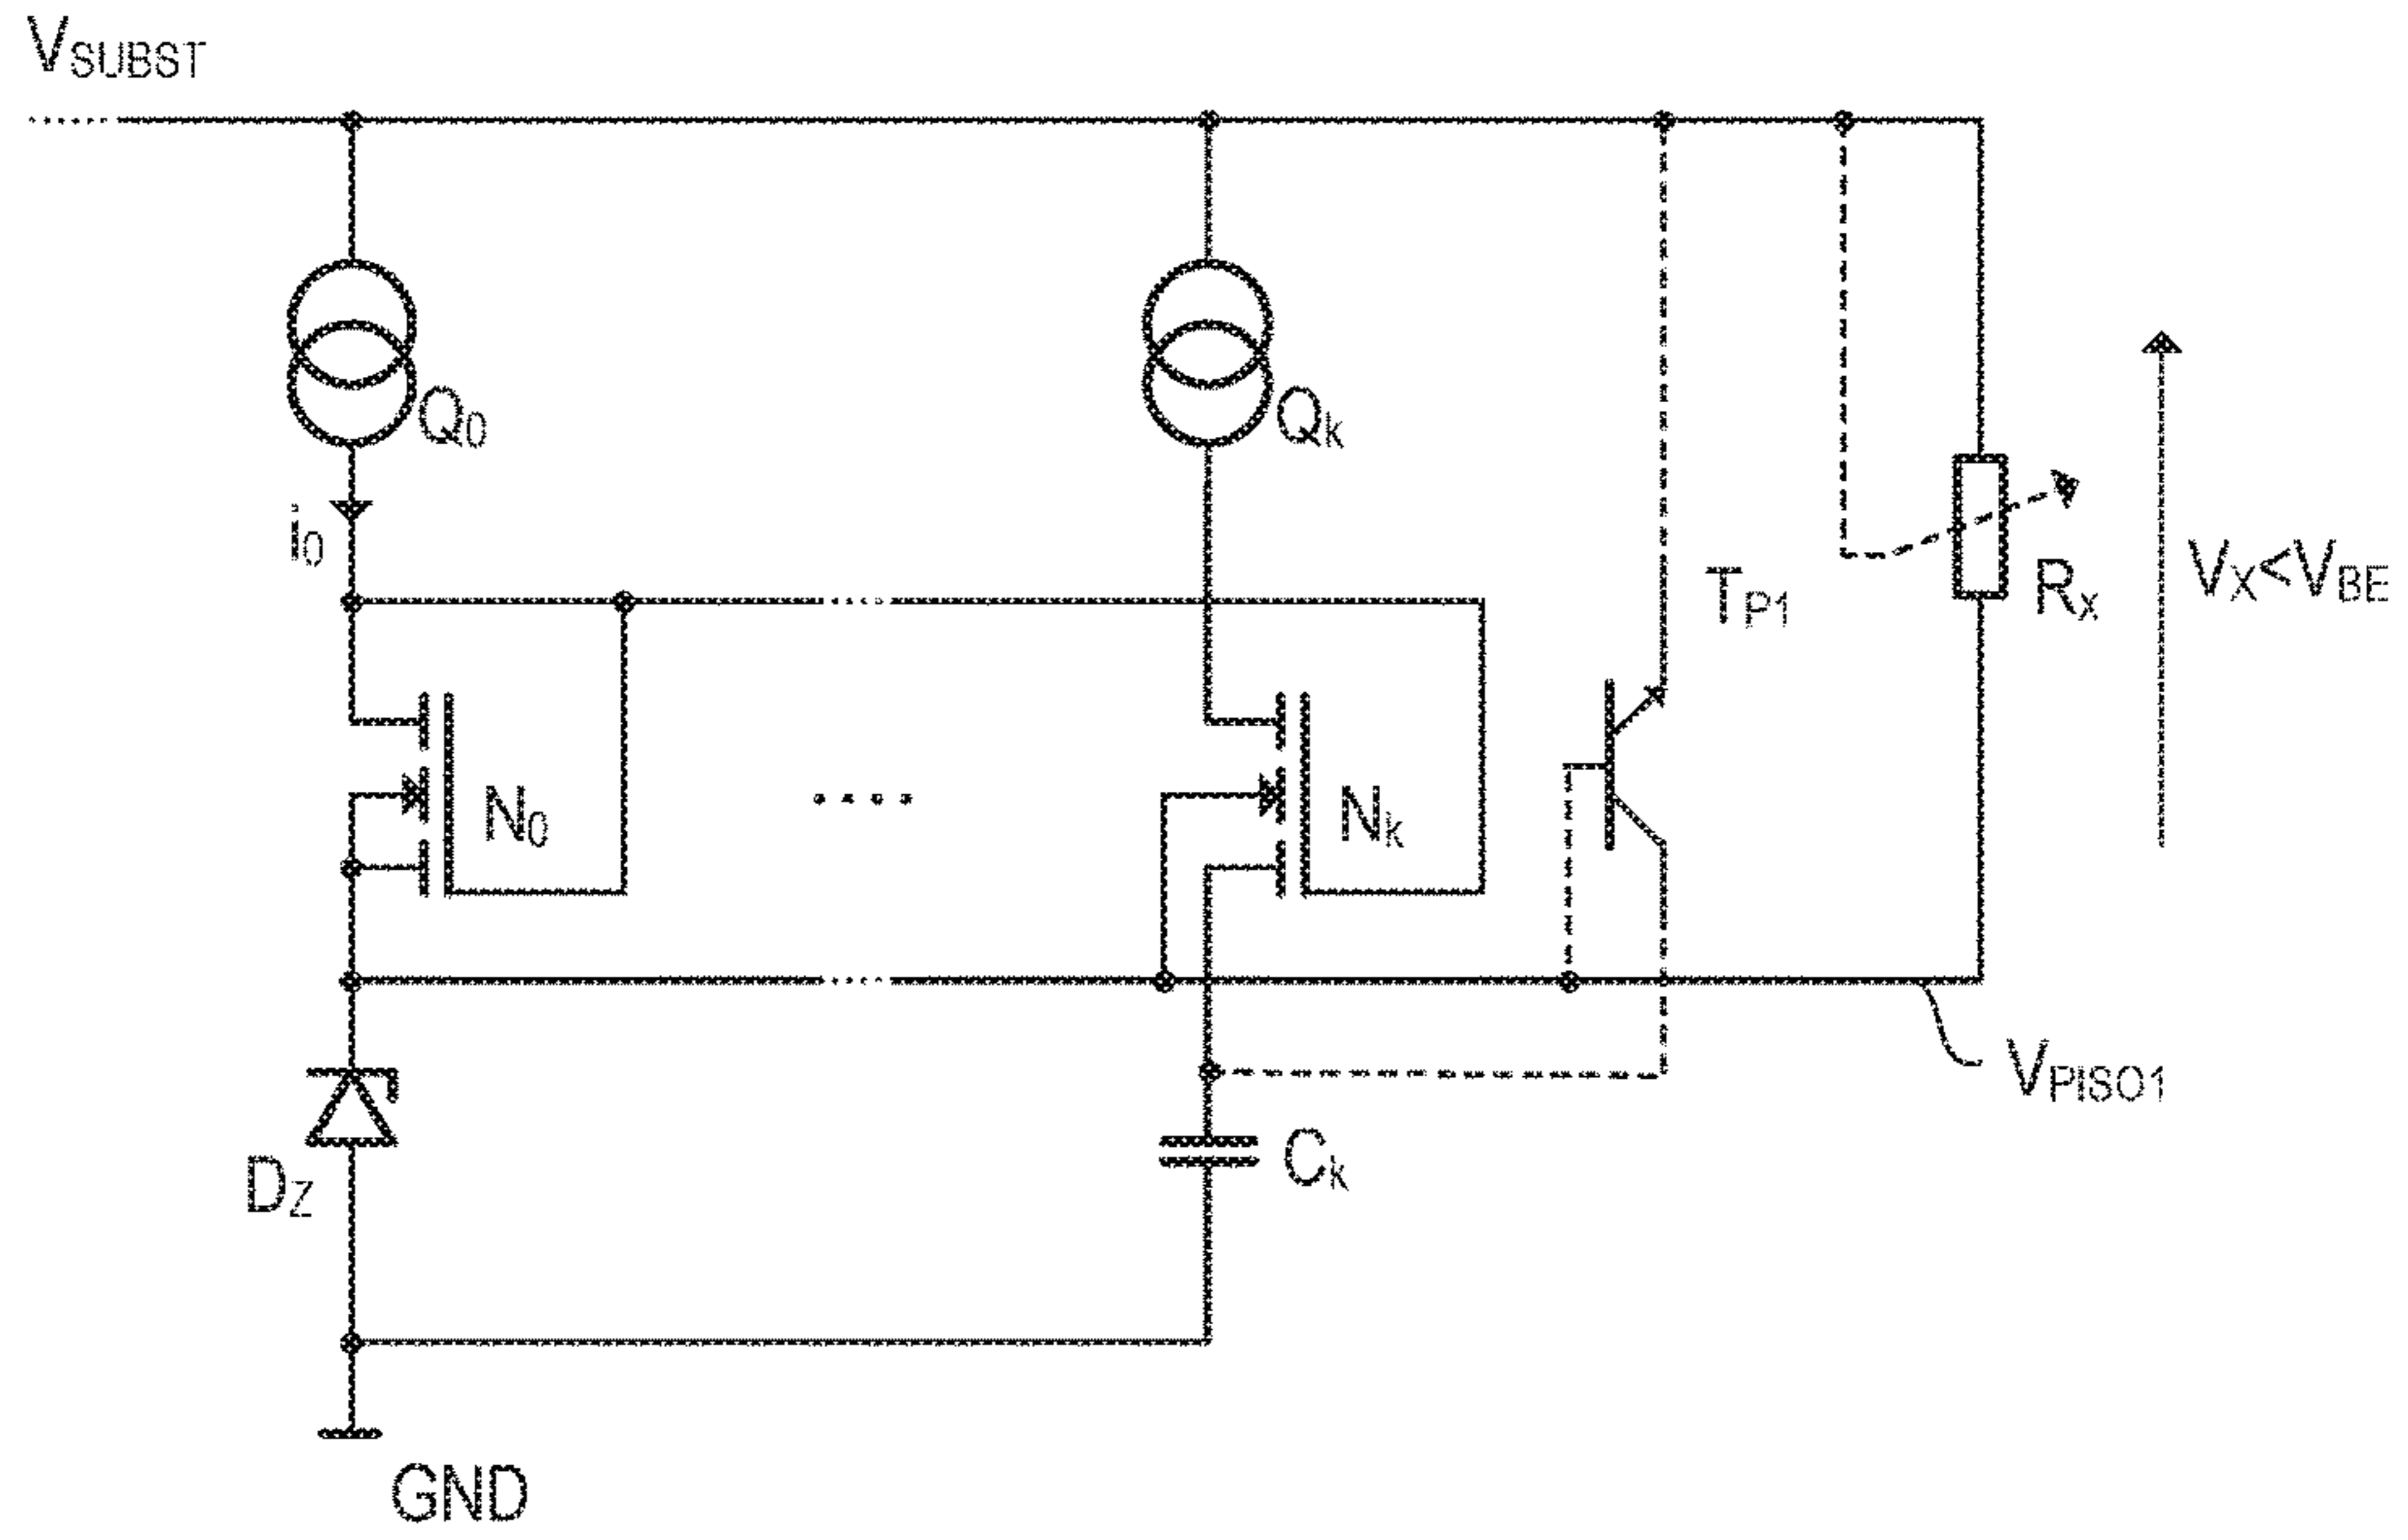 VSUBST
Q0
Qk
i0
TP1
Rx
VX<VBE
N0
Nk
VPISO1
DZ
Ck
GND